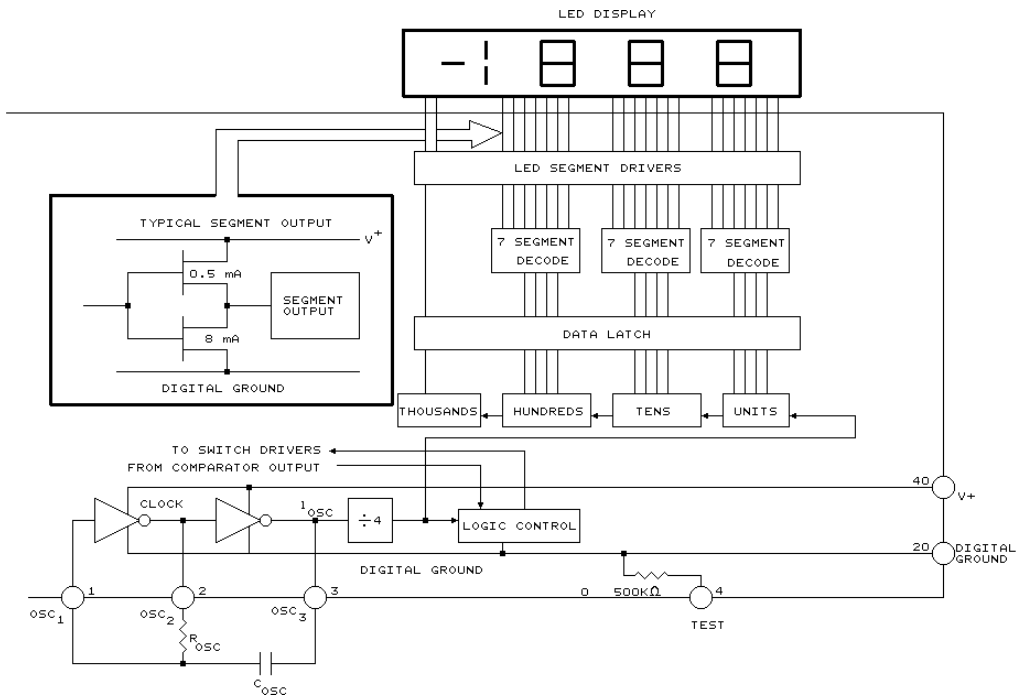 LED DISPLAY
LED SEGMENT DRIVERS
TYPICAL SEGMENT OUTPUT
V+
0.5 mA
SEGMENT
OUTPUT
8 mA
DIGITAL GROUND
7 SEGMENT
DECODE
7 SEGMENT
DECODE
7 SEGMENT
DECODE
DATA LATCH
THOUSANDS
HUNDREDS
TENS
UNITS
TO SWITCH DRIVERS
FROM COMPARATOR OUTPUT
40
V+
CLOCK
1OSC
÷4
LOGIC CONTROL
20
DIGITAL
GROUND
DIGITAL GROUND
1
OSC1
2
OSC2
3
OSC3
0 500KΩ
4
TEST
ROSC
COSC